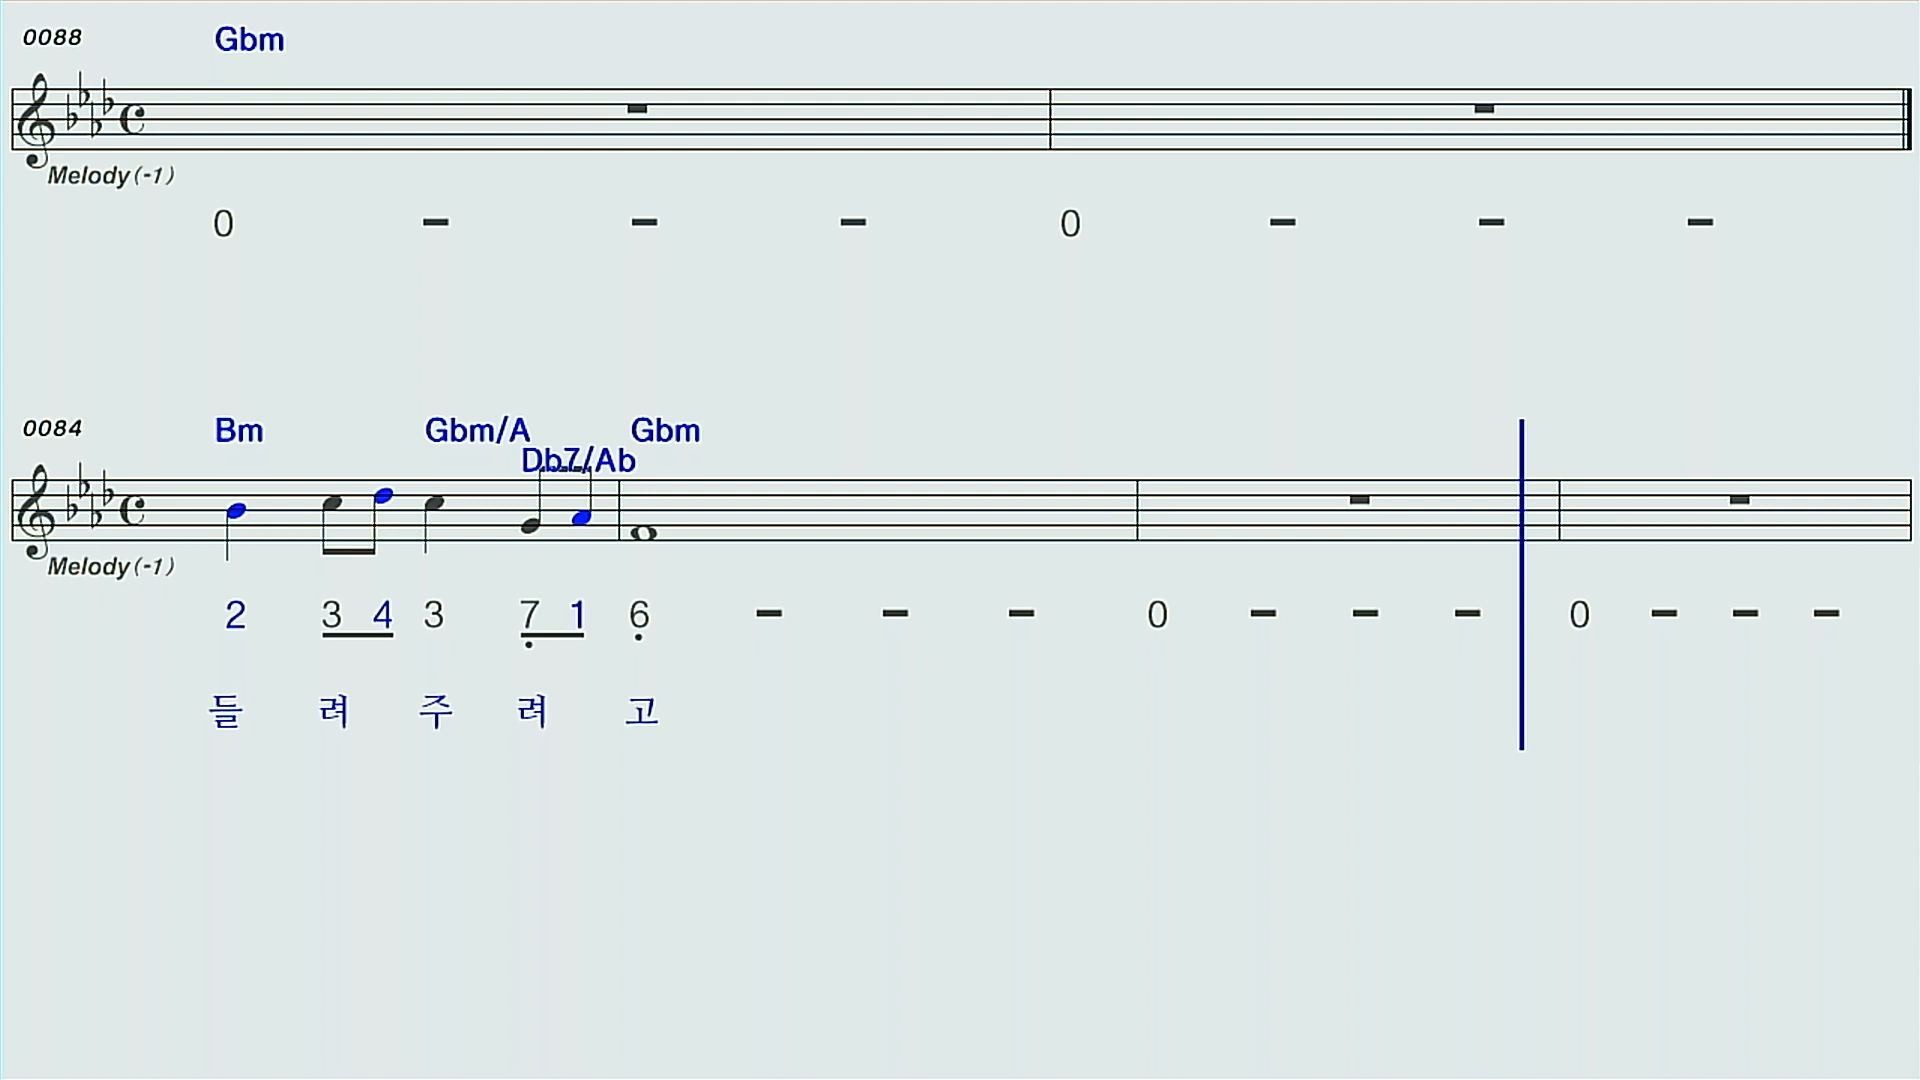 0088 Gbm
Melody(-1)
0 - - - 0 - - -
0084 Bm Gbm/A Gbm
Db7/Ab
Melody(-1)
2 3 4 3 7 1 6 - - - 0 - - - 0 - - -
들 려 주 려 고